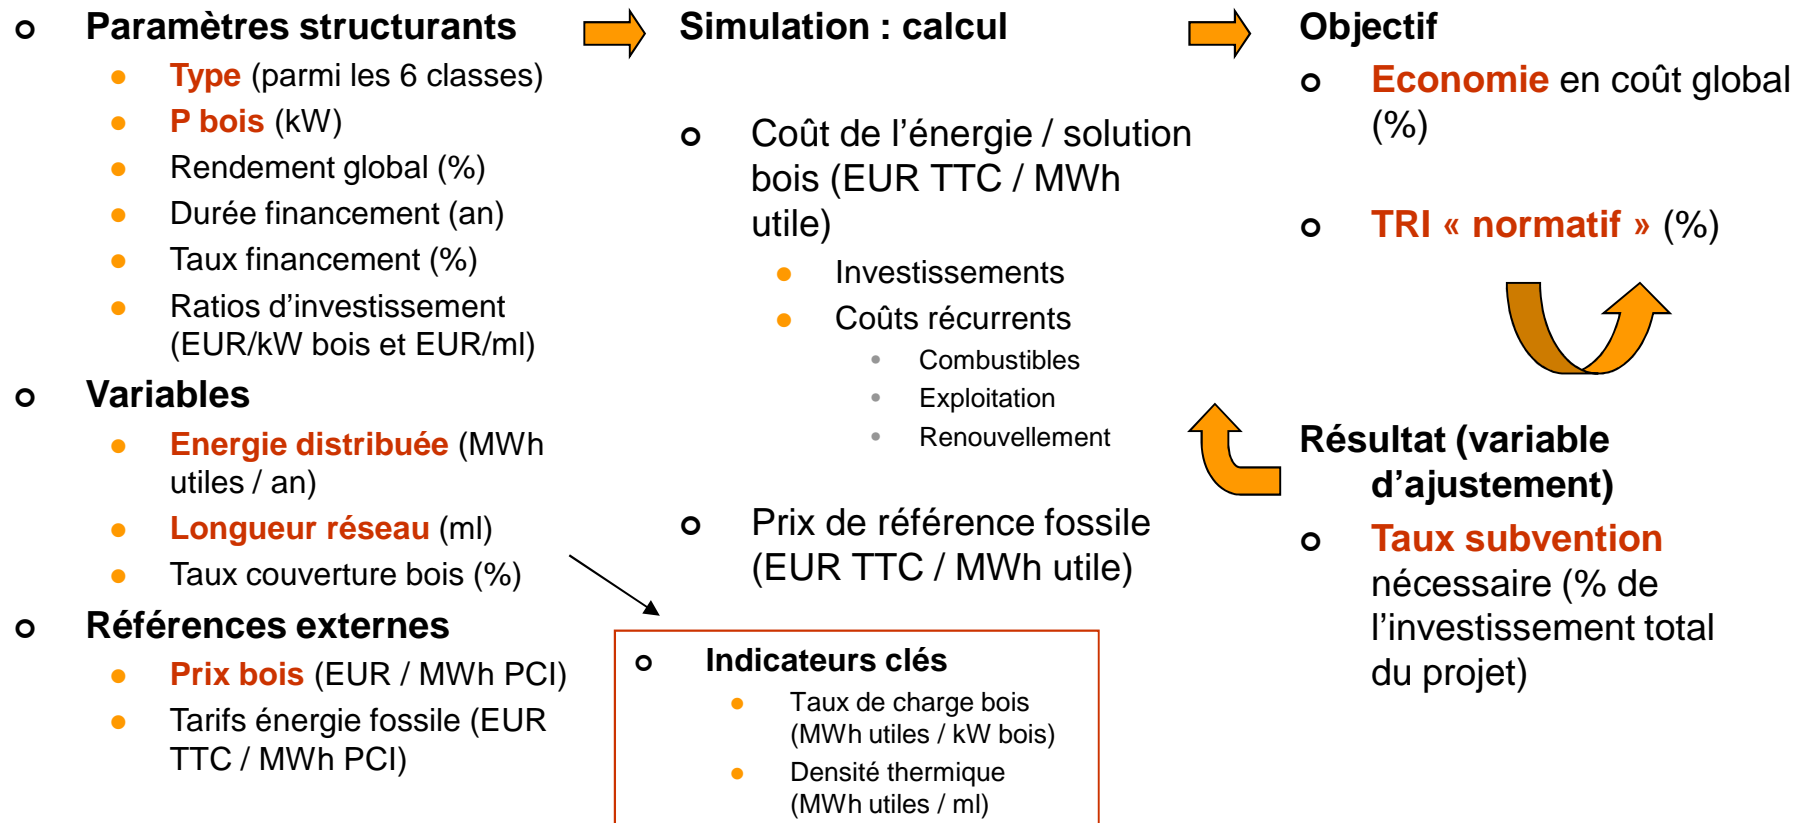 Paramètres structurants
Type (parmi les 6 classes)
P bois (kW)
Rendement global (%)
Durée financement (an)
Taux financement (%)
Ratios d'investissement
(EUR/kW bois et EUR/ml)
Variables
Energie distribuée (MWh
utiles / an)
Longueur réseau (ml)
Taux couverture bois (%)
Références externes
Prix bois (EUR / MWh PCI)
Tarifs énergie fossile (EUR
TTC / MWh PCI)
Simulation : calcul
Coût de l'énergie / solution
bois (EUR TTC / MWh
utile)
Investissements
Coûts récurrents
Combustibles
Exploitation
Renouvellement
Prix de référence fossile
(EUR TTC / MWh utile)
Indicateurs clés
Taux de charge bois
(MWh utiles / kW bois)
Densité thermique
(MWh utiles / ml)
Objectif
Economie en coût global
(%)
TRI « normatif » (%)
Résultat (variable
d'ajustement)
Taux subvention
nécessaire (% de
l'investissement total
du projet)